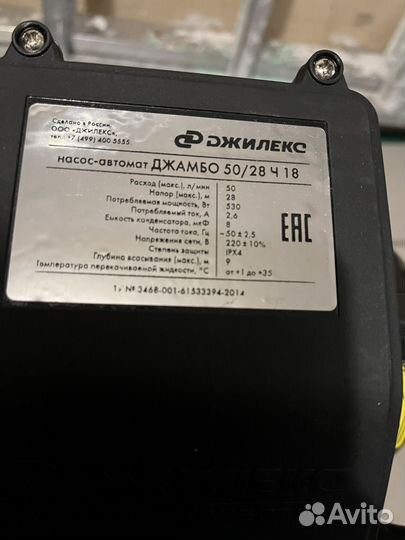 Сделано в России,
ООО «ДЖИЛЕКС»,
тел.: +7 (499) 400 5555
ДЖИЛЕКС
насос-автомат ДЖАМБО 50/28 Ч 18
Расход (макс.), л/мин 50
Напор (макс.), м 28
Потребляемая мощность, Вт 530
Потребляемый ток, А 2,6
Емкость конденсатора, мкФ 8
Частота тока, Гц ~50 ± 2,5
Напряжение сети, В 220 ± 10%
Степень защиты IPX4
Глубина всасывания (макс.), м 9
Температура перекачиваемой жидкости, °С от +1 до +35
EAC
№ 3468-001-61533394-2014
ДЖИЛЕКС
Avito